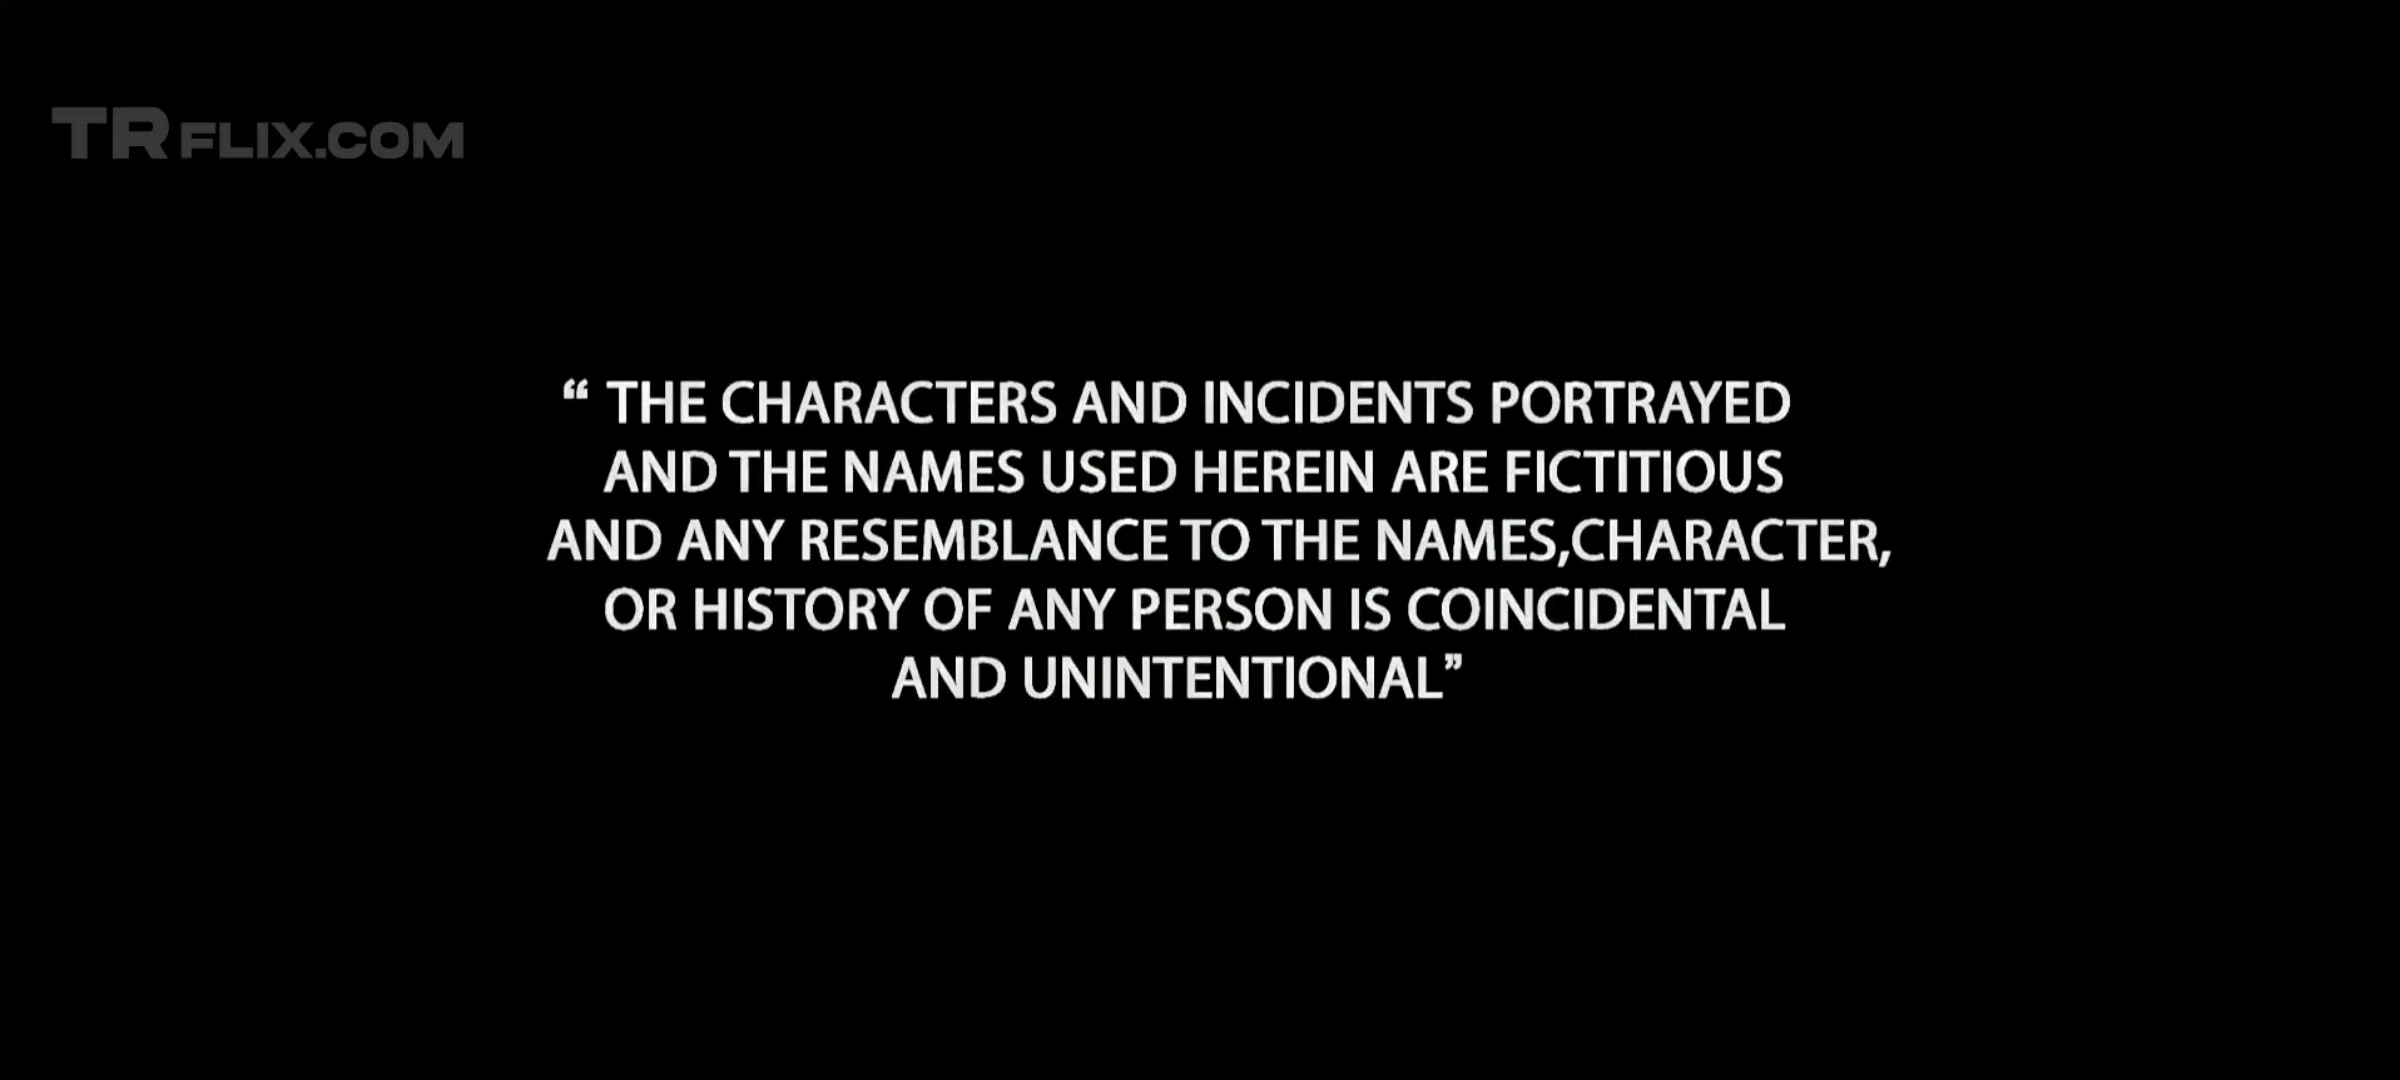 TRFLIX.COM
“ THE CHARACTERS AND INCIDENTS PORTRAYED
AND THE NAMES USED HEREIN ARE FICTITIOUS
AND ANY RESEMBLANCE TO THE NAMES,CHARACTER,
OR HISTORY OF ANY PERSON IS COINCIDENTAL
AND UNINTENTIONAL”